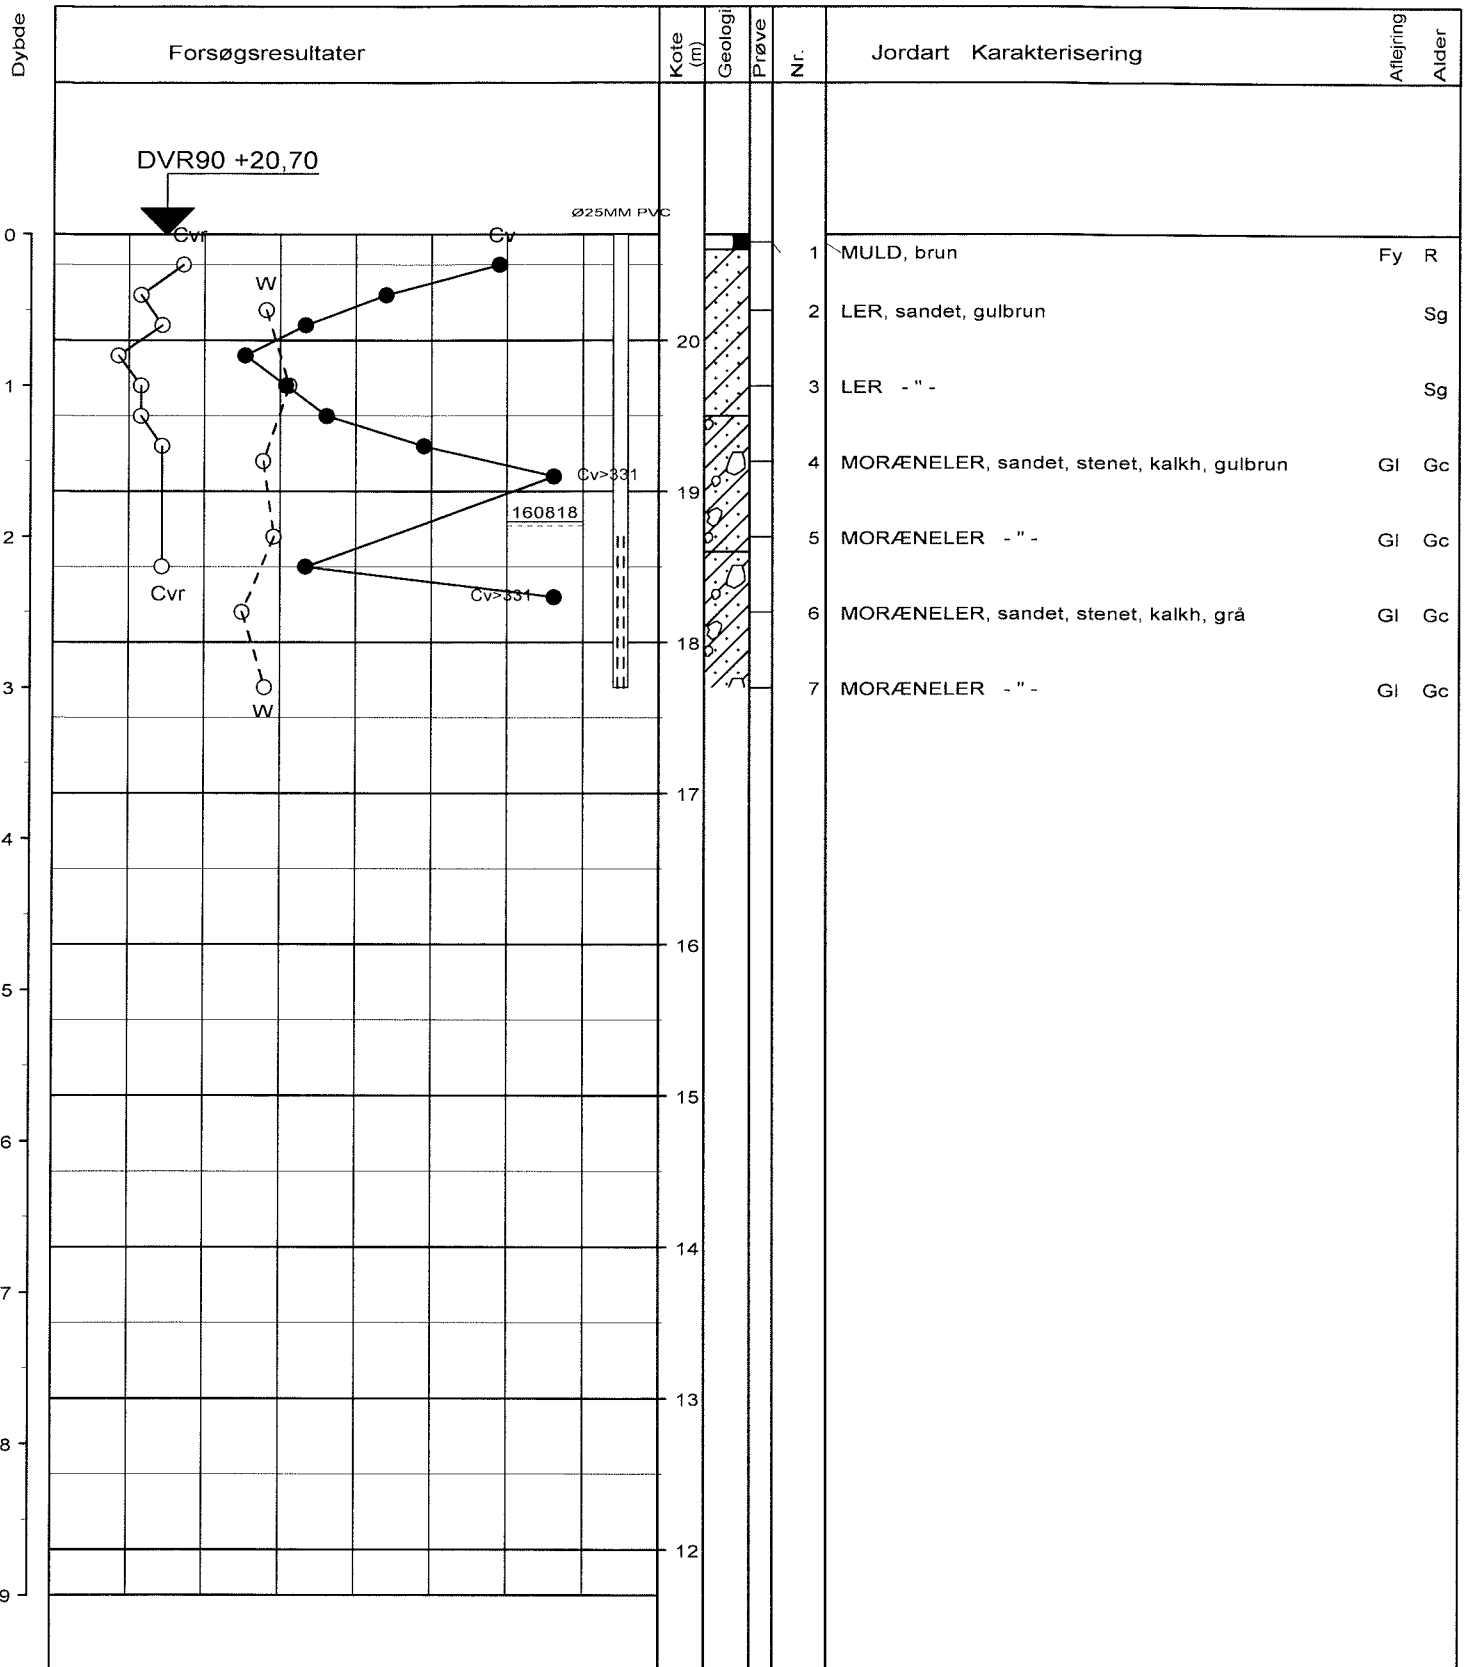 Dybde
Forsøgsresultater
Kote (m)
Geologi
Prøve
Nr.
Jordart Karakterisering
Aflejring
Alder
DVR90 +20,70
Ø25MM PVC
0
Cvr
Cv
1 MULD, brun Fy R
W
2 LER, sandet, gulbrun Sg
20
1
3 LER - " - Sg
4 MORÆNELER, sandet, stenet, kalkh, gulbrun Gl Gc
Cv>331
19
160818
2
5 MORÆNELER - " - Gl Gc
Cvr
Cv>331
6 MORÆNELER, sandet, stenet, kalkh, grå Gl Gc
18
3
7 MORÆNELER - " - Gl Gc
W
17
4
16
5
15
6
14
7
13
8
12
9